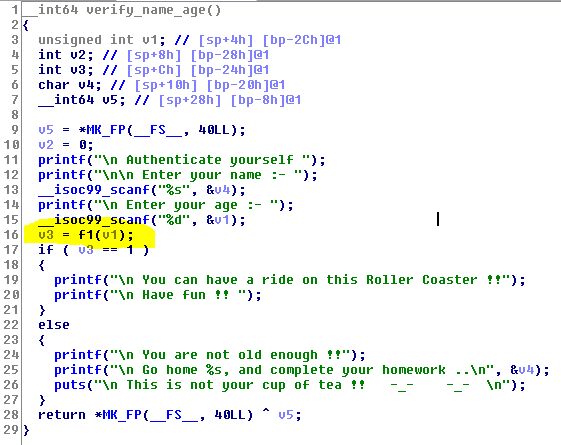 1 __int64 verify_name_age()
2 {
3 unsigned int v1; // [sp+4h] [bp-2Ch]@1
4 int v2; // [sp+8h] [bp-28h]@1
5 int v3; // [sp+Ch] [bp-24h]@1
6 char v4; // [sp+10h] [bp-20h]@1
7 __int64 v5; // [sp+28h] [bp-8h]@1
8
9 v5 = *MK_FP(__FS__, 40LL);
10 v2 = 0;
11 printf("\n Authenticate yourself ");
12 printf("\n\n Enter your name :- ");
13 __isoc99_scanf("%s", &v4);
14 printf("\n Enter your age :- ");
15 __isoc99_scanf("%d", &v1);
16 v3 = f1(v1);
17 if ( v3 == 1 )
18 {
19 printf("\n You can have a ride on this Roller Coaster !!");
20 printf("\n Have fun !! ");
21 }
22 else
23 {
24 printf("\n You are not old enough !!");
25 printf("\n Go home %s, and complete your homework ..\n", &v4);
26 puts("\n This is not your cup of tea !!   -_-    -_-  \n");
27 }
28 return *MK_FP(__FS__, 40LL) ^ v5;
29 }